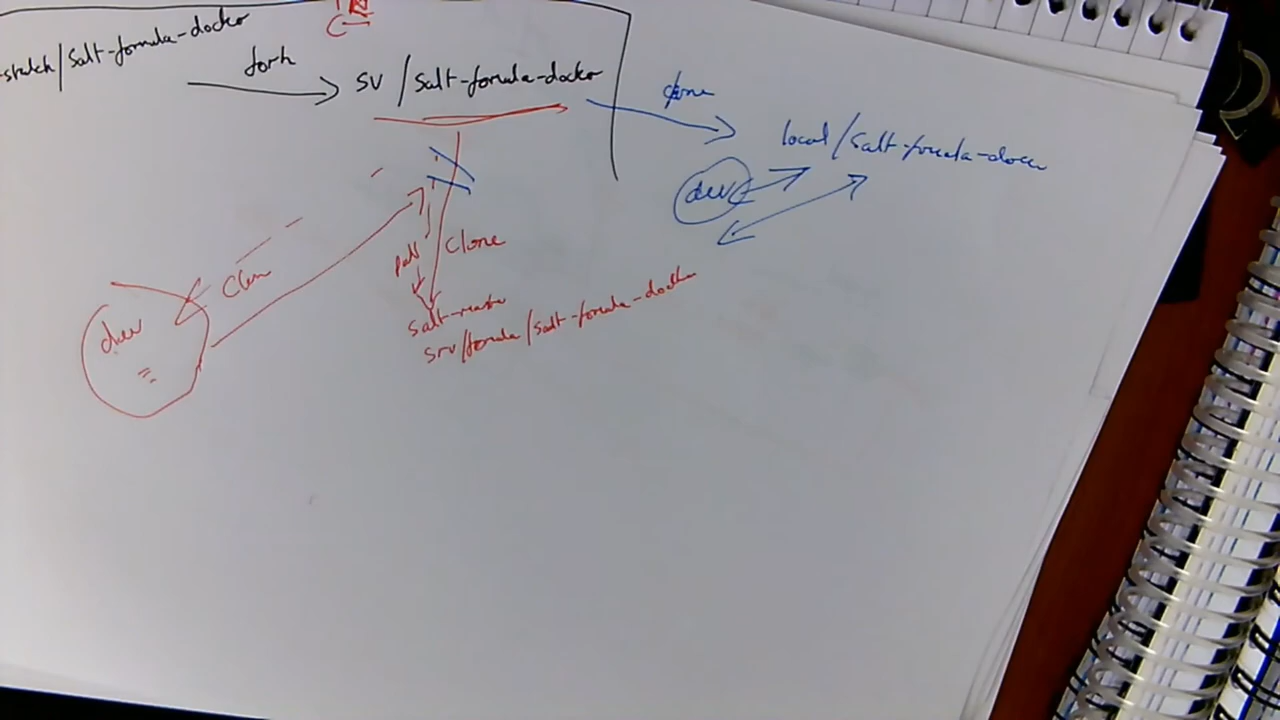 -stretch/salt-formula-docker
fork
sv / salt-formula-docker
clone
local/salt-formula-docker
dev
pull
clone
clone
dev
salt-master
srv/formula/salt-formula-docker